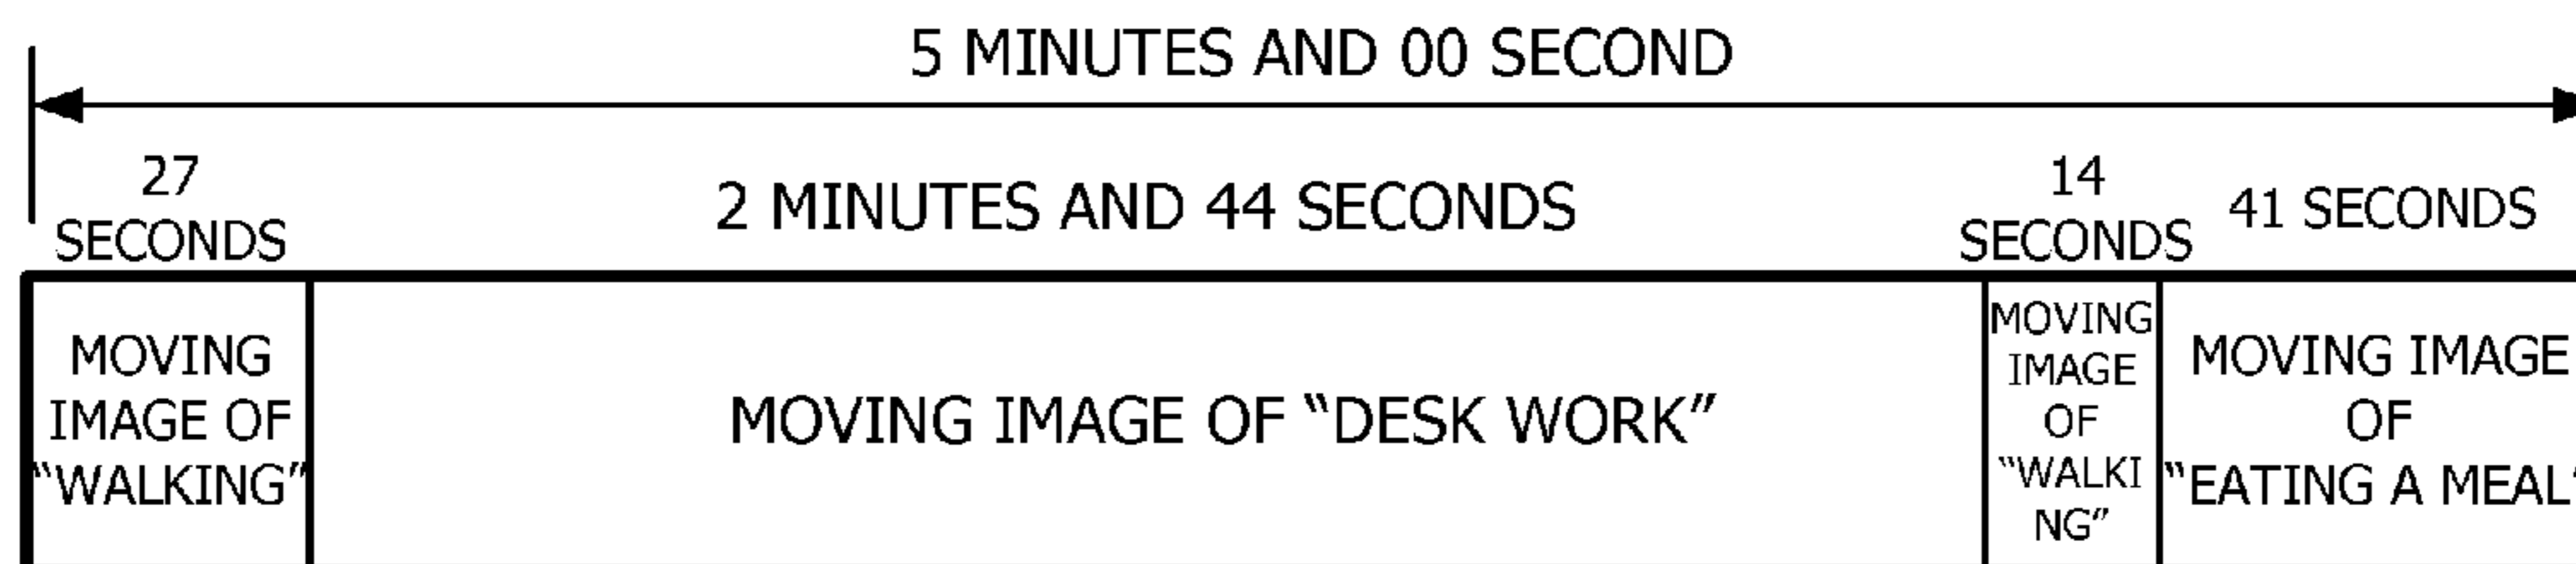 5 MINUTES AND 00 SECOND
27
SECONDS
2 MINUTES AND 44 SECONDS
14
SECONDS
41 SECONDS
MOVING
IMAGE OF
“WALKING”
MOVING IMAGE OF “DESK WORK”
MOVING
IMAGE
OF
“WALKI
NG”
MOVING IMAGE
OF
“EATING A MEAL”